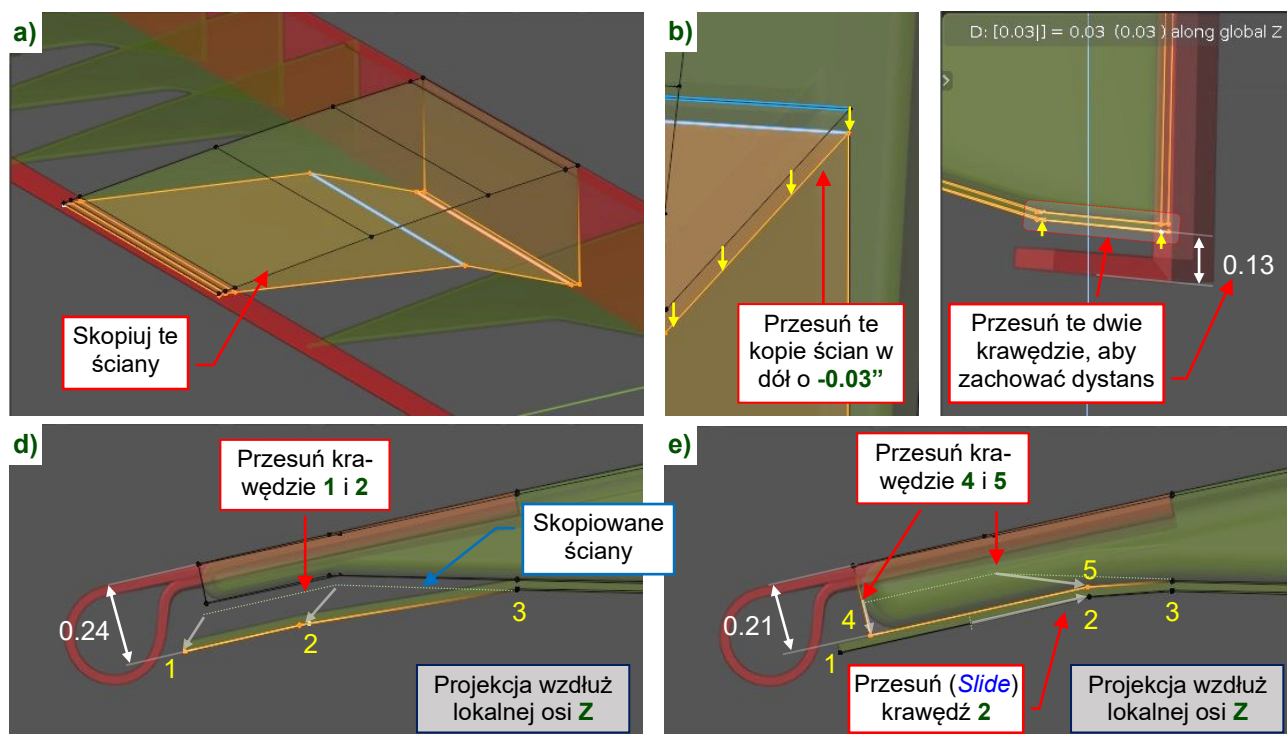 a)
Skopiuj te
ściany
b)
Przesuń te
kopie ścian w
dół o -0.03”
D: [0.03|] = 0.03 (0.03 ) along global Z
0.13
Przesuń te dwie
krawędzie, aby
zachować dystans
d)
Przesuń kra-
wędzie 1 i 2
Skopiowane
ściany
0.24
1
2
3
Projekcja wzdłuż
lokalnej osi Z
e)
Przesuń kra-
wędzie 4 i 5
0.21
4
5
1
2
3
Przesuń (Slide)
krawędź 2
Projekcja wzdłuż
lokalnej osi Z